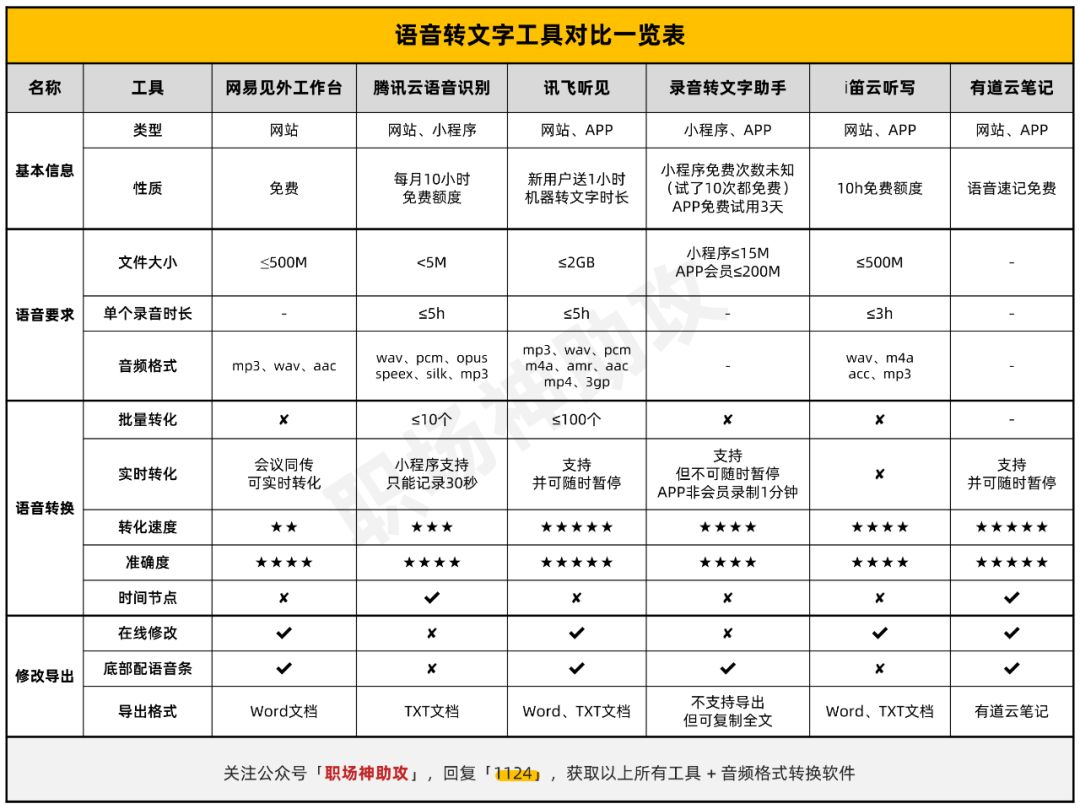 语音转文字工具对比一览表
名称 工具 网易见外工作台 腾讯云语音识别 讯飞听见 录音转文字助手 i笛云听写 有道云笔记
基本信息
类型 网站 网站、小程序 网站、APP 小程序、APP 网站、APP 网站、APP
性质 免费 每月10小时
免费额度 新用户送1小时
机器转文字时长 小程序免费次数未知
（试了10次都免费）
APP免费试用3天 10h免费额度 语音速记免费
语音要求
文件大小 ≤500M <5M ≤2GB 小程序≤15M
APP会员≤200M ≤500M -
单个录音时长 - ≤5h ≤5h - ≤3h -
音频格式 mp3、wav、aac wav、pcm、opus
speex、silk、mp3 mp3、wav、pcm
m4a、amr、aac
mp4、3gp - wav、m4a
acc、mp3 -
语音转换
批量转化 ✘ ≤10个 ≤100个 ✘ ✘ -
实时转化 会议同传
可实时转化 小程序支持
只能记录30秒 支持
并可随时暂停 支持
但不可随时暂停
APP非会员录制1分钟 ✘ 支持
并可随时暂停
转化速度 ★★ ★★★ ★★★★★ ★★★★ ★★★★ ★★★★★
准确度 ★★★★ ★★★★ ★★★★★ ★★★★ ★★★★ ★★★★★
时间节点 ✘ ✔ ✘ ✘ ✘ ✔
修改导出
在线修改 ✔ ✘ ✔ ✘ ✔ ✔
底部配语音条 ✔ ✘ ✔ ✔ ✘ ✔
导出格式 Word文档 TXT文档 Word、TXT文档 不支持导出
但可复制全文 Word、TXT文档 有道云笔记
关注公众号「职场神助攻」，回复「1124」，获取以上所有工具 + 音频格式转换软件
职场神助攻